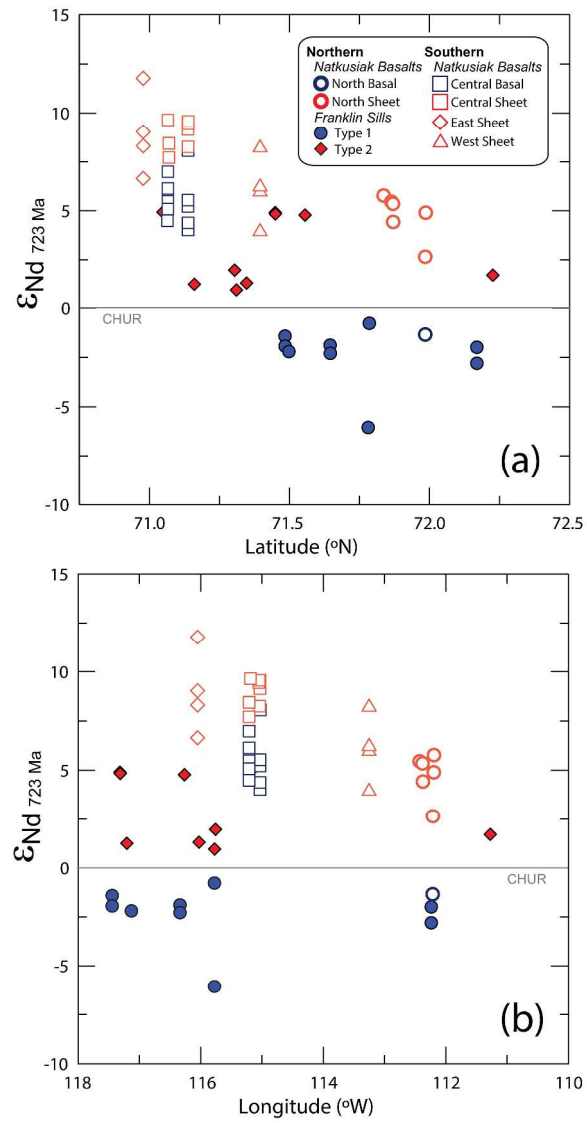 15
10
5
0
-5
-10
εNd 723 Ma
Northern
Natkusiak Basalts
North Basal
North Sheet
Franklin Sills
Type 1
Type 2
Southern
Natkusiak Basalts
Central Basal
Central Sheet
East Sheet
West Sheet
CHUR
(a)
71.0 71.5 72.0 72.5
Latitude (ºN)
15
10
5
0
-5
-10
εNd 723 Ma
CHUR
(b)
118 116 114 112 110
Longitude (ºW)